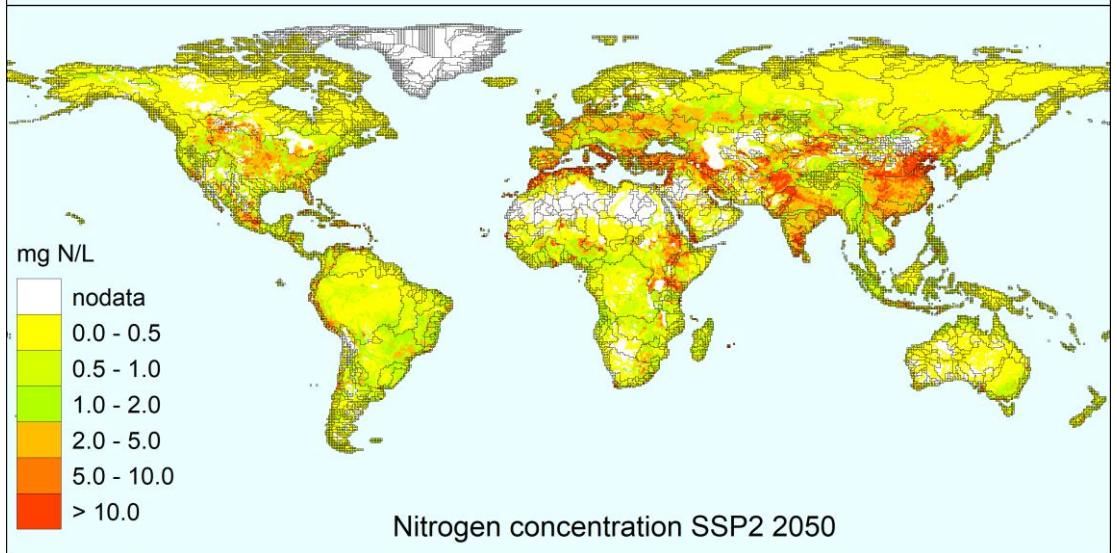 mg N/L
nodata
0.0 - 0.5
0.5 - 1.0
1.0 - 2.0
2.0 - 5.0
5.0 - 10.0
> 10.0
Nitrogen concentration SSP2 2050